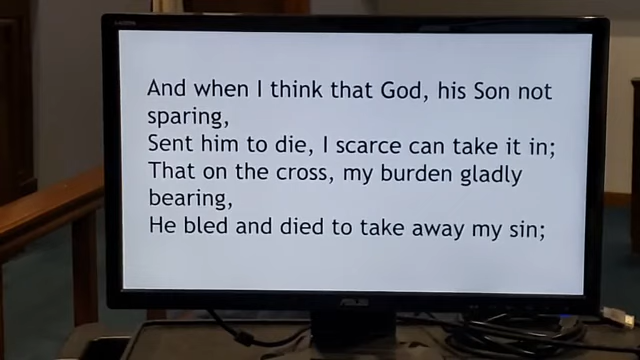 And when I think that God, his Son not
sparing,
Sent him to die, I scarce can take it in;
That on the cross, my burden gladly
bearing,
He bled and died to take away my sin;
ASUS